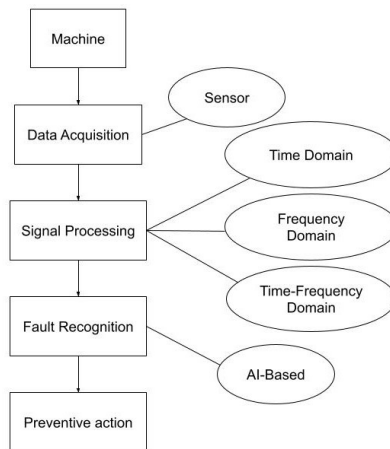 Machine
Sensor
Data Acquisition
Time Domain
Signal Processing
Frequency
Domain
Time-Frequency
Domain
Fault Recognition
AI-Based
Preventive action